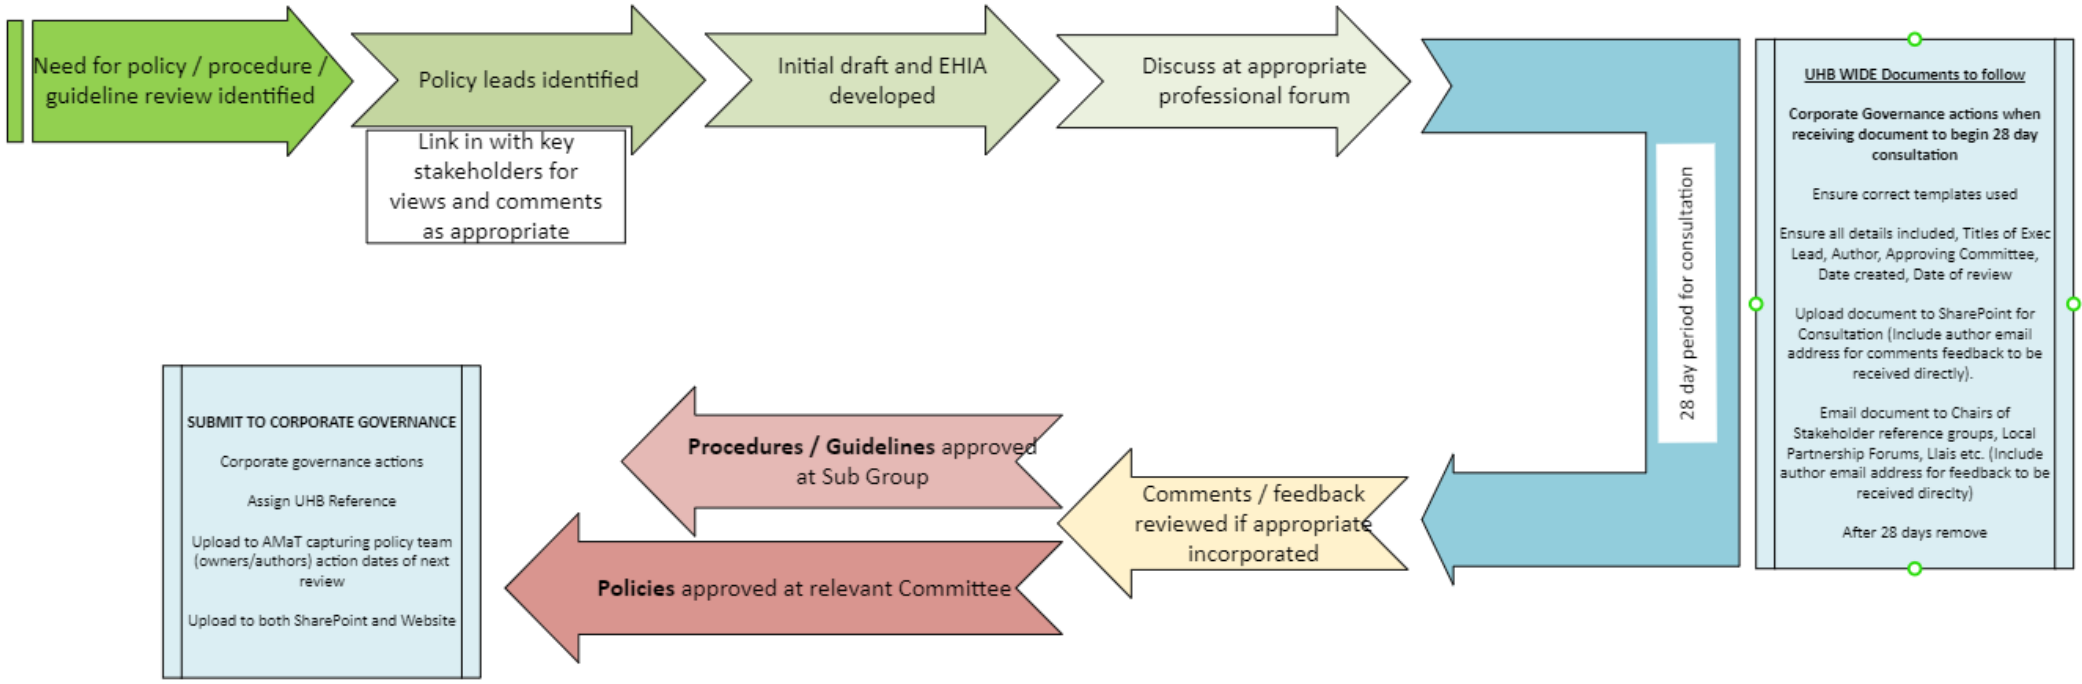 Need for policy / procedure /
guideline review identified
Policy leads identified
Link in with key
stakeholders for
views and comments
as appropriate
Initial draft and EHIA
developed
Discuss at appropriate
professional forum
28 day period for consultation
UHB WIDE Documents to follow
Corporate Governance actions when
receiving document to begin 28 day
consultation
Ensure correct templates used
Ensure all details included, Titles of Exec
Lead, Author, Approving Committee,
Date created, Date of review
Upload document to SharePoint for
Consultation (Include author email
address for comments feedback to be
received directly).
Email document to Chairs of
Stakeholder reference groups, Local
Partnership Forums, Llais etc. (Include
author email address for feedback to be
received direclty)
After 28 days remove
Comments / feedback
reviewed if appropriate
incorporated
Procedures / Guidelines approved
at Sub Group
Policies approved at relevant Committee
SUBMIT TO CORPORATE GOVERNANCE
Corporate governance actions
Assign UHB Reference
Upload to AMaT capturing policy team
(owners/authors) action dates of next
review
Upload to both SharePoint and Website